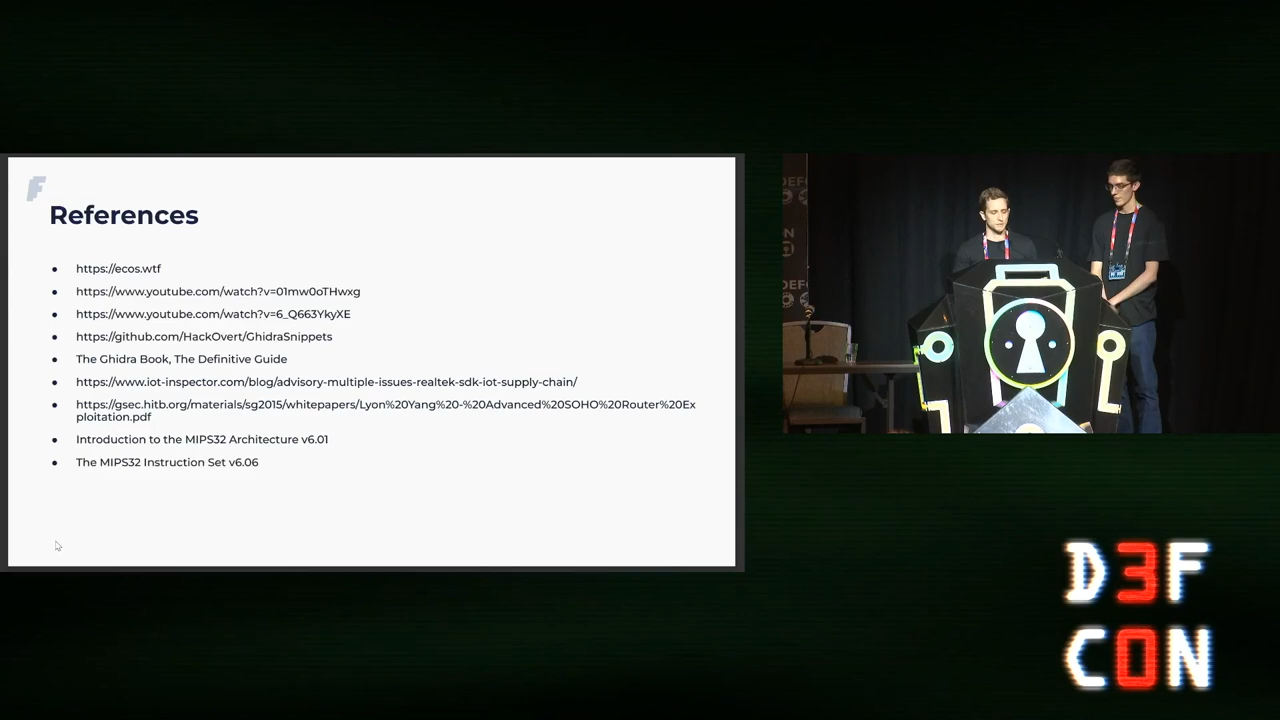 References
https://ecos.wtf
https://www.youtube.com/watch?v=01mw0oTHwxg
https://www.youtube.com/watch?v=6_Q663YkyXE
https://github.com/HackOvert/GhidraSnippets
The Ghidra Book, The Definitive Guide
https://www.iot-inspector.com/blog/advisory-multiple-issues-realtek-sdk-iot-supply-chain/
https://gsec.hitb.org/materials/sg2015/whitepapers/Lyon%20Yang%20-%20Advanced%20SOHO%20Router%20Ex
ploitation.pdf
Introduction to the MIPS32 Architecture v6.01
The MIPS32 Instruction Set v6.06
D3F
C0N